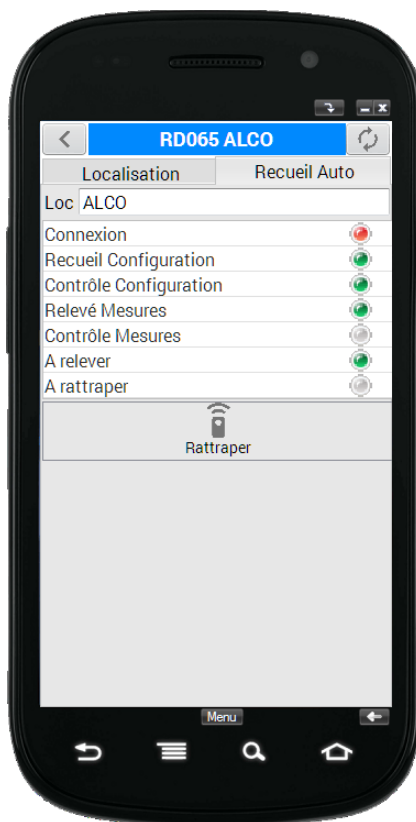 RD065 ALCO
Localisation
Recueil Auto
Loc ALCO
Connexion
Recueil Configuration
Contrôle Configuration
Relevé Mesures
Contrôle Mesures
A relever
A rattraper
Rattraper
Menu